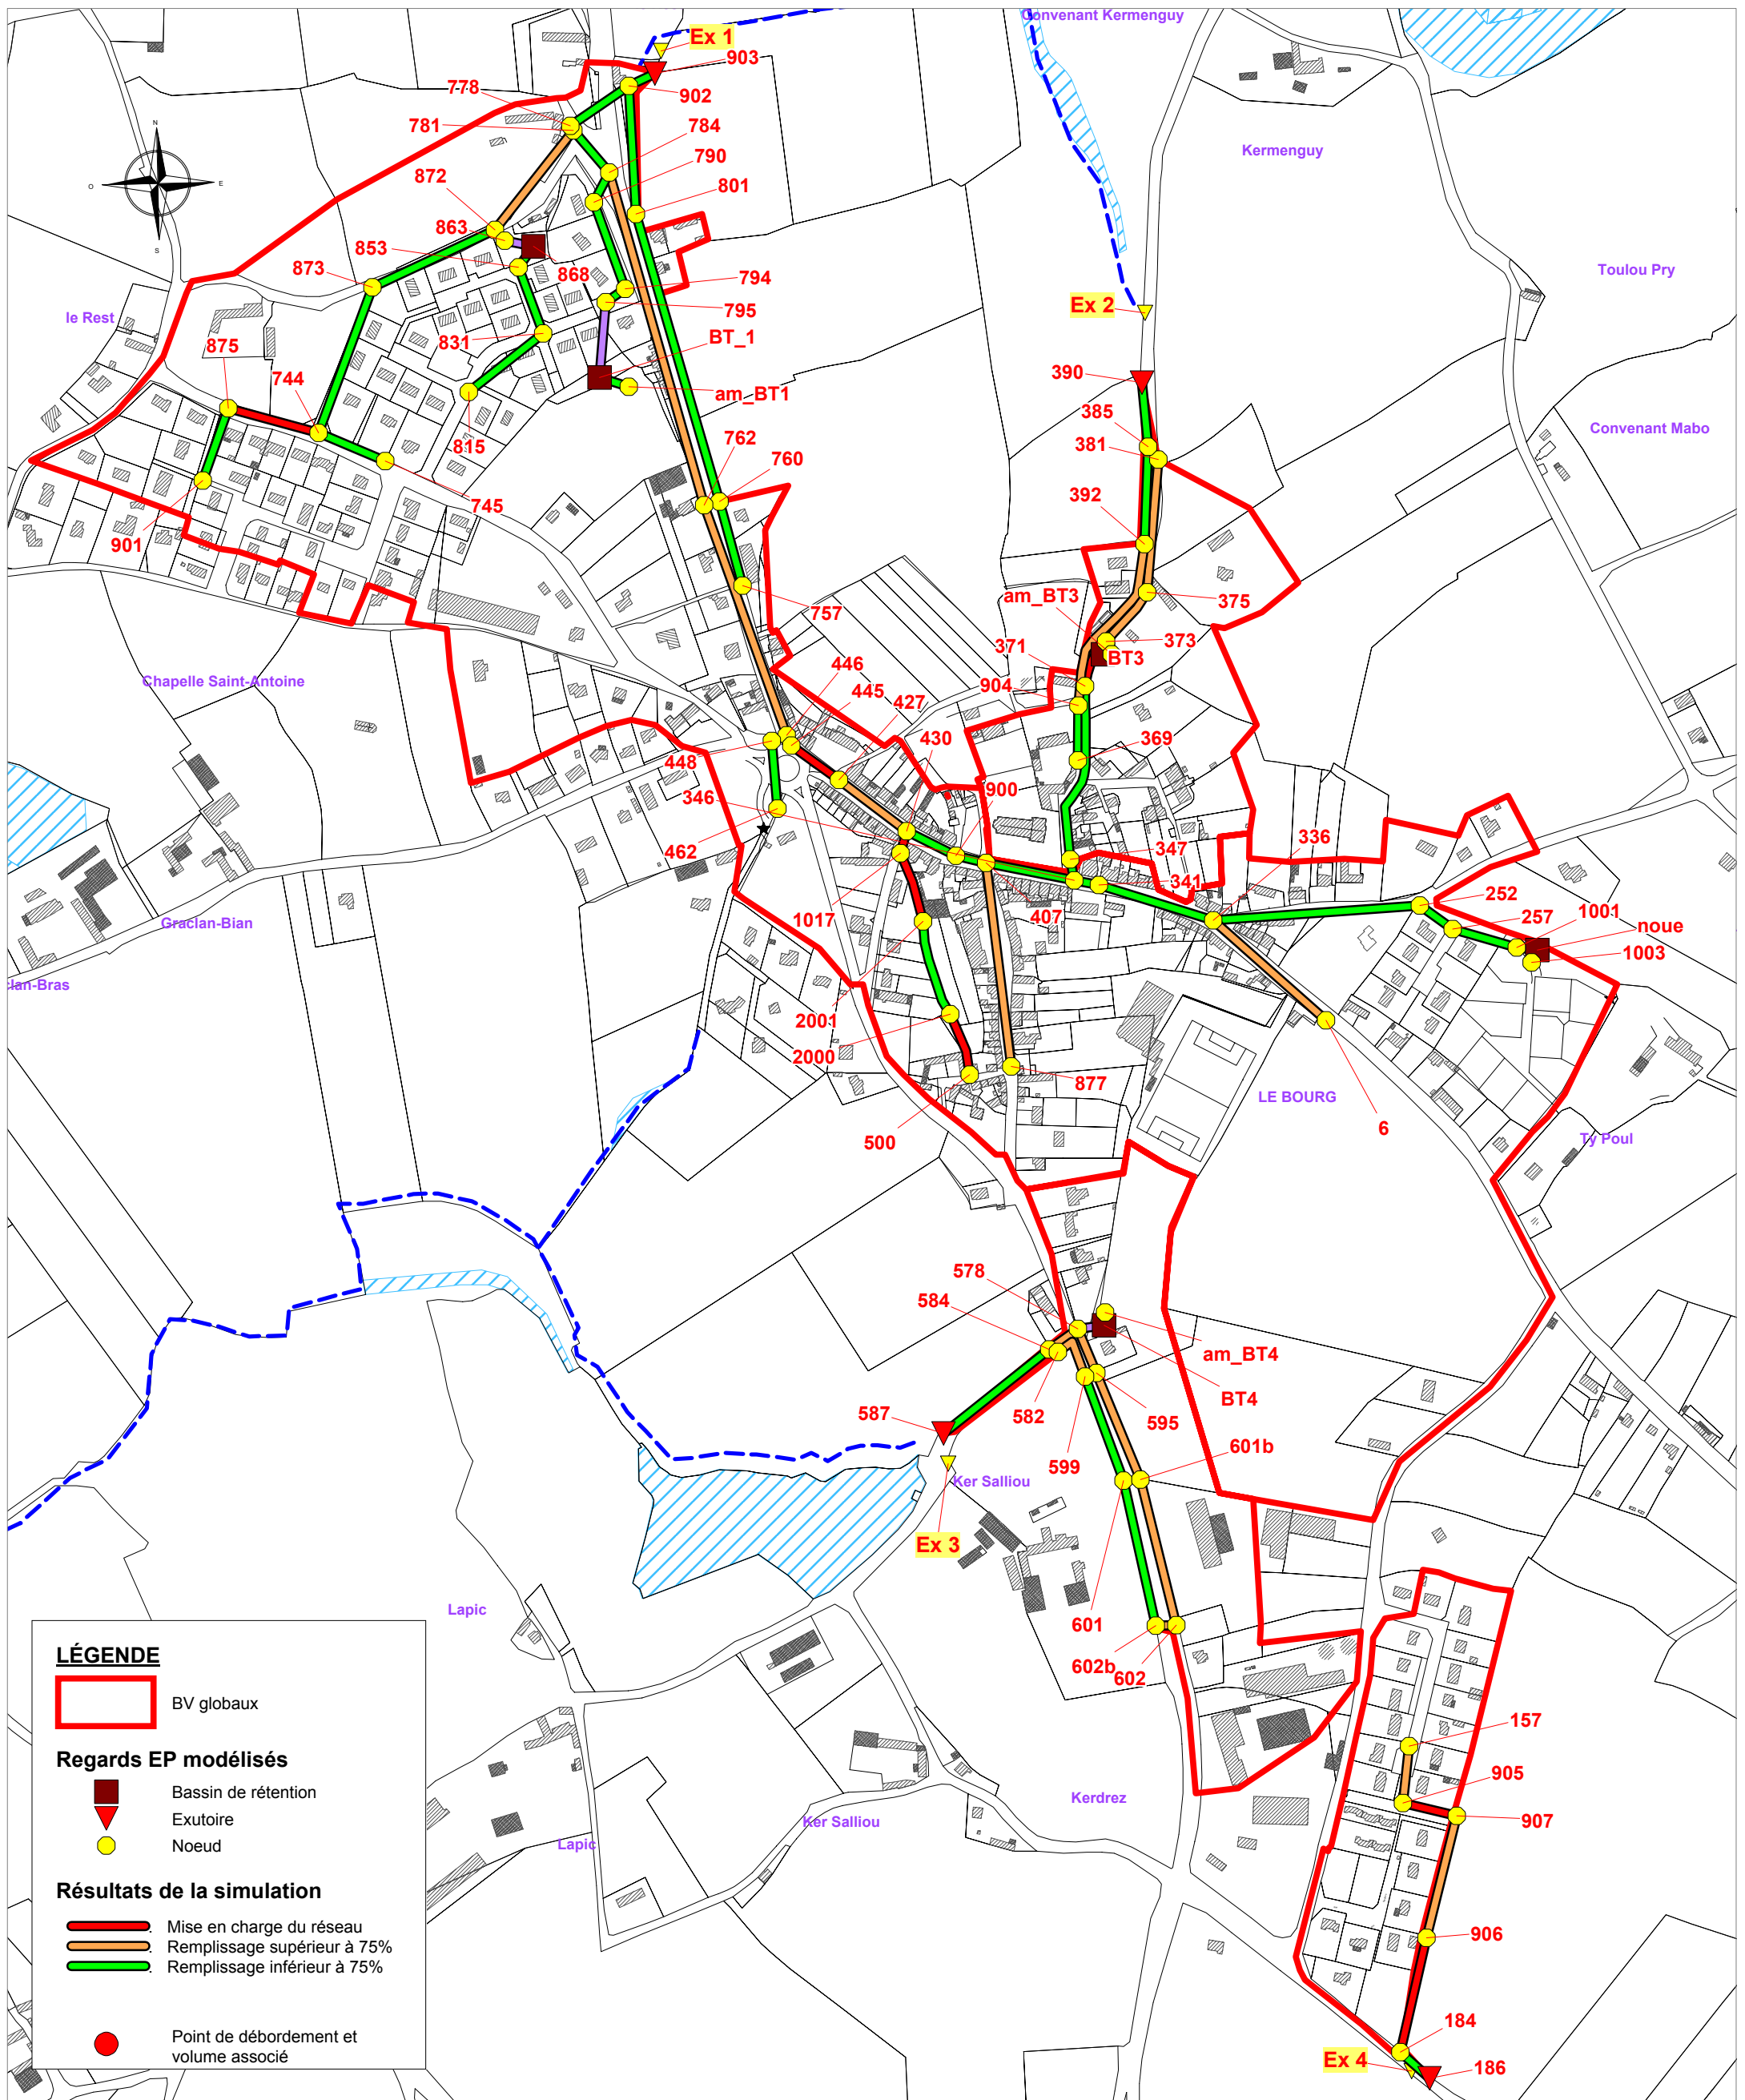 Convenant Kermenguy
Ex 1
903
778
902
781
784
Kermenguy
790
N
O
E
S
872
801
863
853
868
873
794
Toulou Pry
795
Ex 2
le Rest
BT_1
831
875
744
390
am_BT1
385
815
762
381
Convenant Mabo
760
392
745
901
am_BT3
375
757
373
371
BT3
446
Chapelle Saint-Antoine
445
904
427
430
369
448
900
346
336
462
347
341
252
1017
407
257
1001
Graclan-Bian
noue
1003
clan-Bras
2001
2000
877
LE BOURG
6
500
Ty Poul
578
584
am_BT4
BT4
587
582
595
601b
599
Ker Salliou
Ex 3
Lapic
601
602b
602
LÉGENDE
BV globaux
157
Regards EP modélisés
905
Bassin de rétention
Kerdrez
Exutoire
Ker Salliou
907
Noeud
Lapic
Résultats de la simulation
Mise en charge du réseau
906
Remplissage supérieur à 75%
Remplissage inférieur à 75%
184
Point de débordement et
volume associé
Ex 4
186